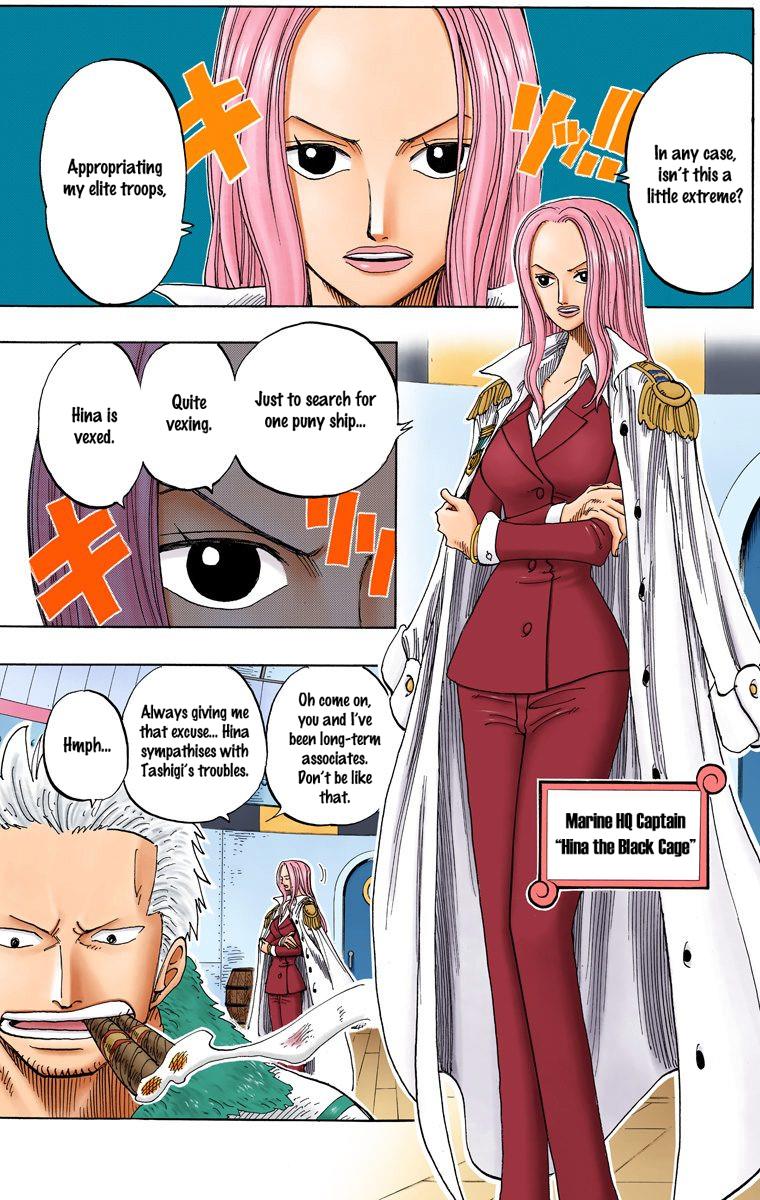 In any case,
isn't this a
little extreme?
キリッ!!
Appropriating
my elite troops,
Just to search for
one puny ship...
Quite
vexing.
Hina is
vexed.
キリッ
Marine HQ Captain
"Hina the Black Cage"
Oh come on,
you and I've
been long-term
associates.
Don't be like
that.
Always giving me
that excuse... Hina
sympathises with
Tashigi's troubles.
Hmph...